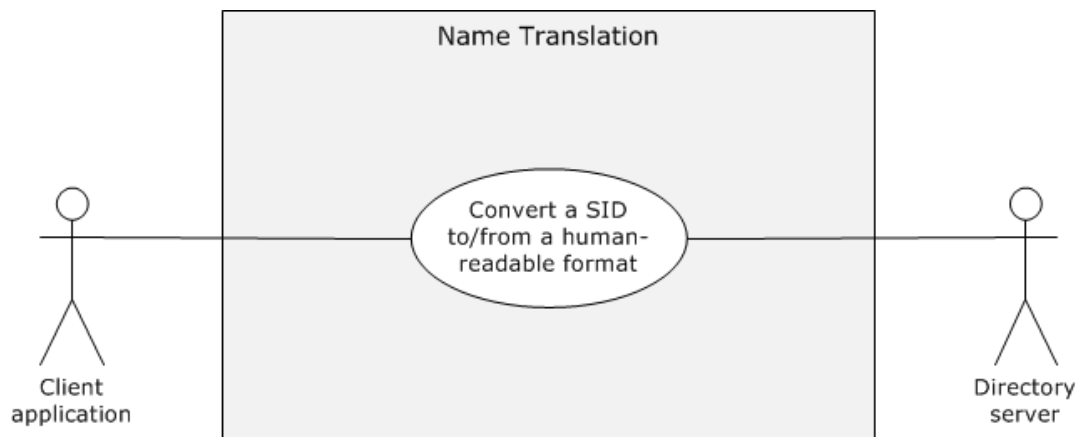 Name Translation
Convert a SID
to/from a human-
readable format
Client
application
Directory
server